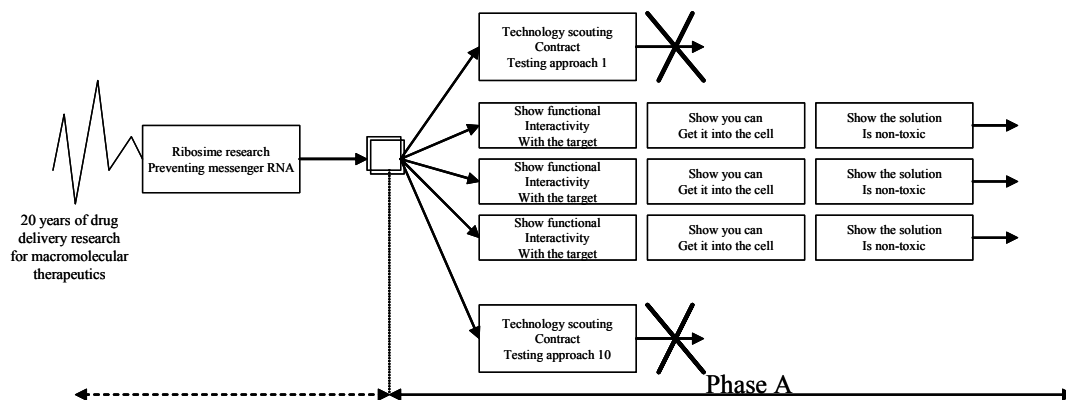 Technology scouting
Contract
Testing approach 1
Show functional
Interactivity
With the target
Show you can
Get it into the cell
Show the solution
Is non-toxic
Ribosime research
Preventing messenger RNA
Show functional
Interactivity
With the target
Show you can
Get it into the cell
Show the solution
Is non-toxic
20 years of drug
delivery research
for macromolecular
therapeutics
Show functional
Interactivity
With the target
Show you can
Get it into the cell
Show the solution
Is non-toxic
Technology scouting
Contract
Testing approach 10
Phase A